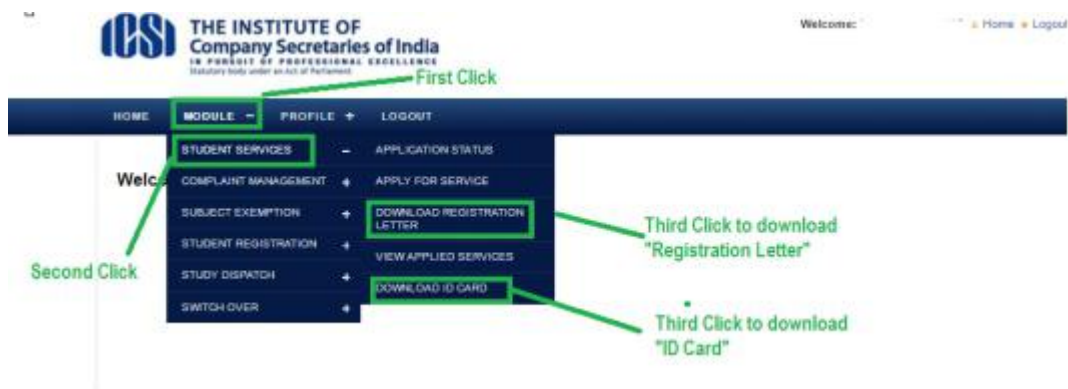 ICSI
THE INSTITUTE OF
Company Secretaries of India
IN PURSUIT OF PROFESSIONAL EXCELLENCE
Statutory body under an Act of Parliament
Welcome:
Home Logout
First Click
HOME MODULE - PROFILE + LOGOUT
STUDENT SERVICES - APPLICATION STATUS
Welco
COMPLAINT MANAGEMENT + APPLY FOR SERVICE
SUBJECT EXEMPTION + DOWNLOAD REGISTRATION
LETTER
Third Click to download
"Registration Letter"
STUDENT REGISTRATION +
VIEW APPLIED SERVICES
Second Click
STUDY DISPATCH +
DOWNLOAD ID CARD
SWITCH OVER +
Third Click to download
"ID Card"